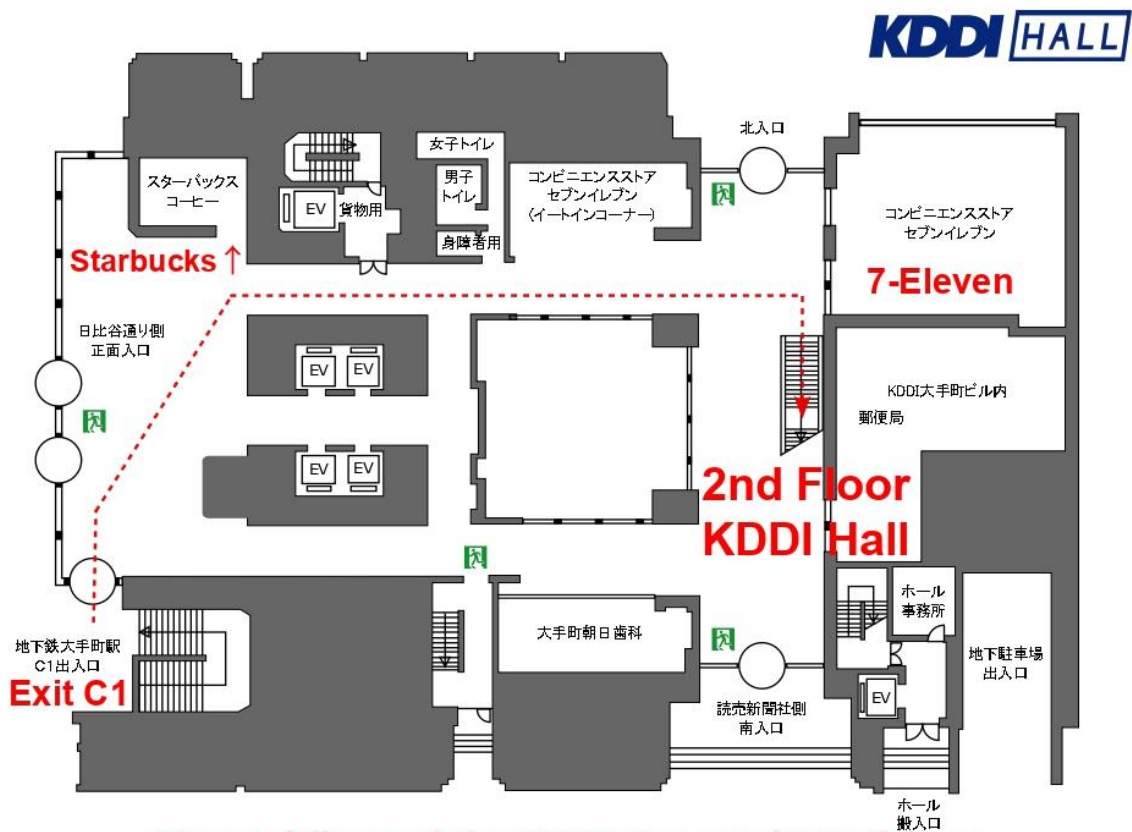 KDDI HALL
北入口
女子トイレ
男子
トイレ
スターバックス
コーヒー
EV
貨物用
身障者用
コンビニエンスストア
セブンイレブン
(イートインコーナー)
コンビニエンスストア
セブンイレブン
Starbucks ↑
7-Eleven
日比谷通り側
正面入口
EV EV
KDDI大手町ビル内
郵便局
EV EV
2nd Floor
KDDI Hall
ホール
事務所
大手町朝日歯科
地下鉄大手町駅
C1出入口
Exit C1
地下駐車場
出入口
EV
読売新聞社側
南入口
ホール
搬入口